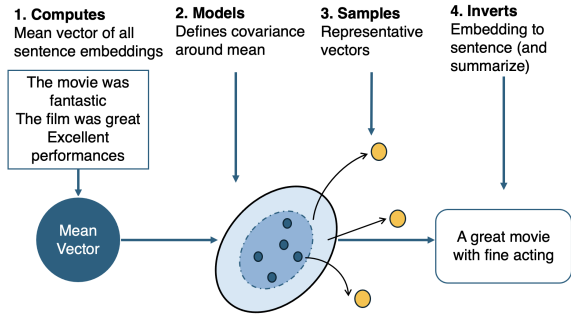 1. Computes
Mean vector of all
sentence embeddings
2. Models
Defines covariance
around mean
3. Samples
Representative
vectors
4. Inverts
Embedding to
sentence (and
summarize)
The movie was
fantastic
The film was great
Excellent
performances
Mean
Vector
A great movie
with fine acting